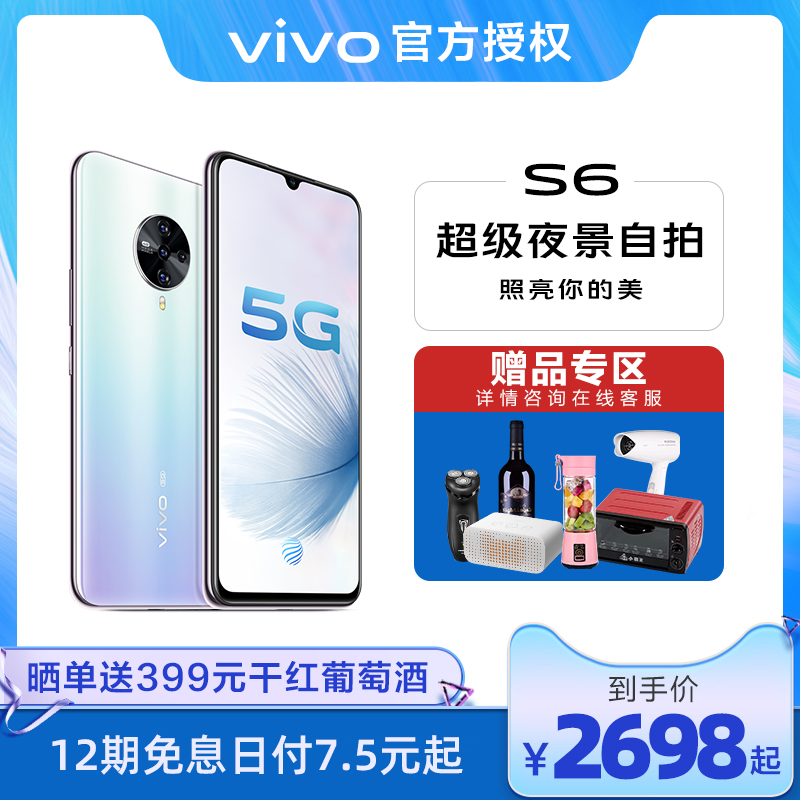 vivo 官方授权
S6
超级夜景自拍
照亮你的美
5G
vivo
赠品专区
详情咨询在线客服
晒单送399元干红葡萄酒
12期免息日付7.5元起
到手价
¥2698起